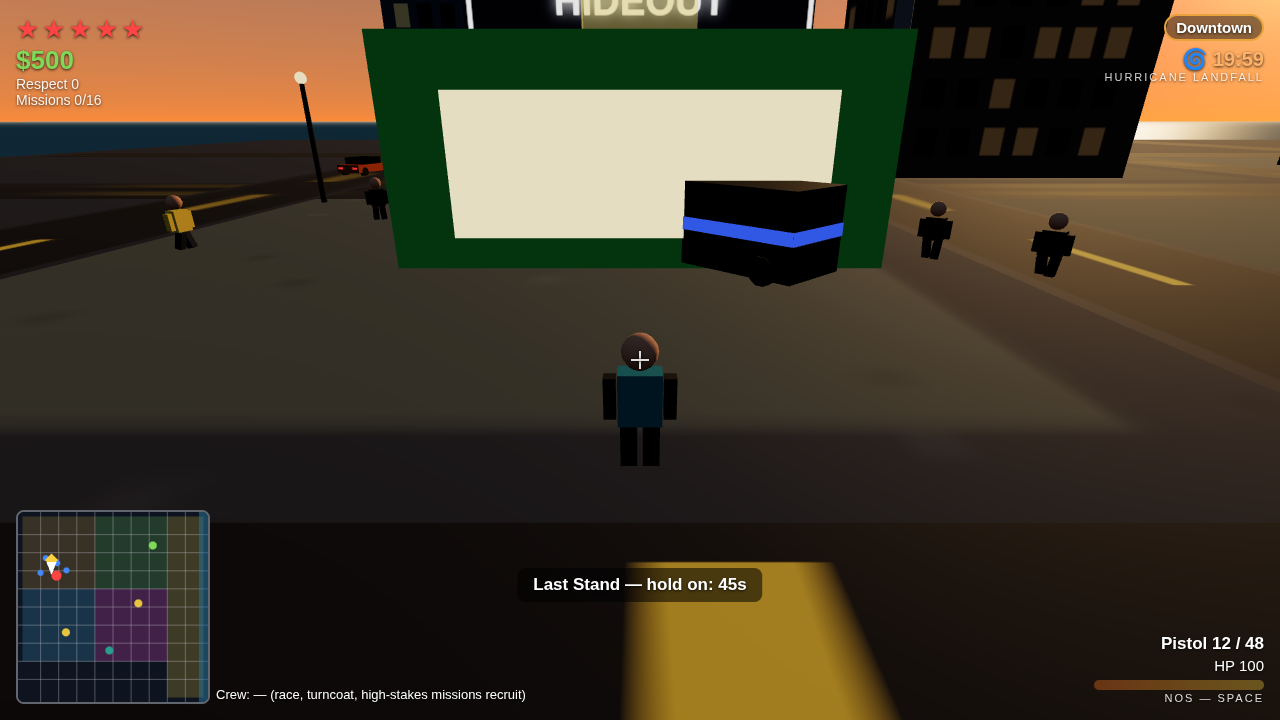 HIDEOUT
$500
Respect 0
Missions 0/16
Downtown
19:59
HURRICANE LANDFALL
Last Stand — hold on: 45s
Crew: — (race, turncoat, high-stakes missions recruit)
Pistol 12 / 48
HP 100
NOS — SPACE